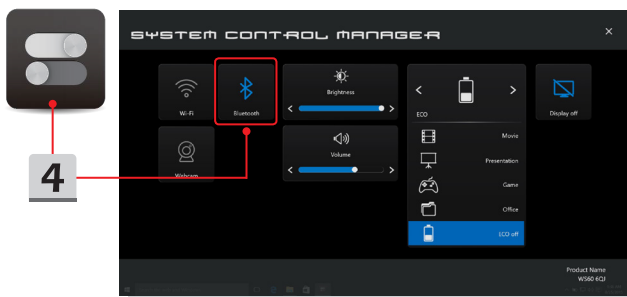 SYSTEM CONTROL MANAGER
Wi-Fi
Bluetooth
Brightness
ECO
Display off
Webcam
Volume
Movie
Presentation
Game
Office
ECO off
4
Product Name
WS60 6QJ